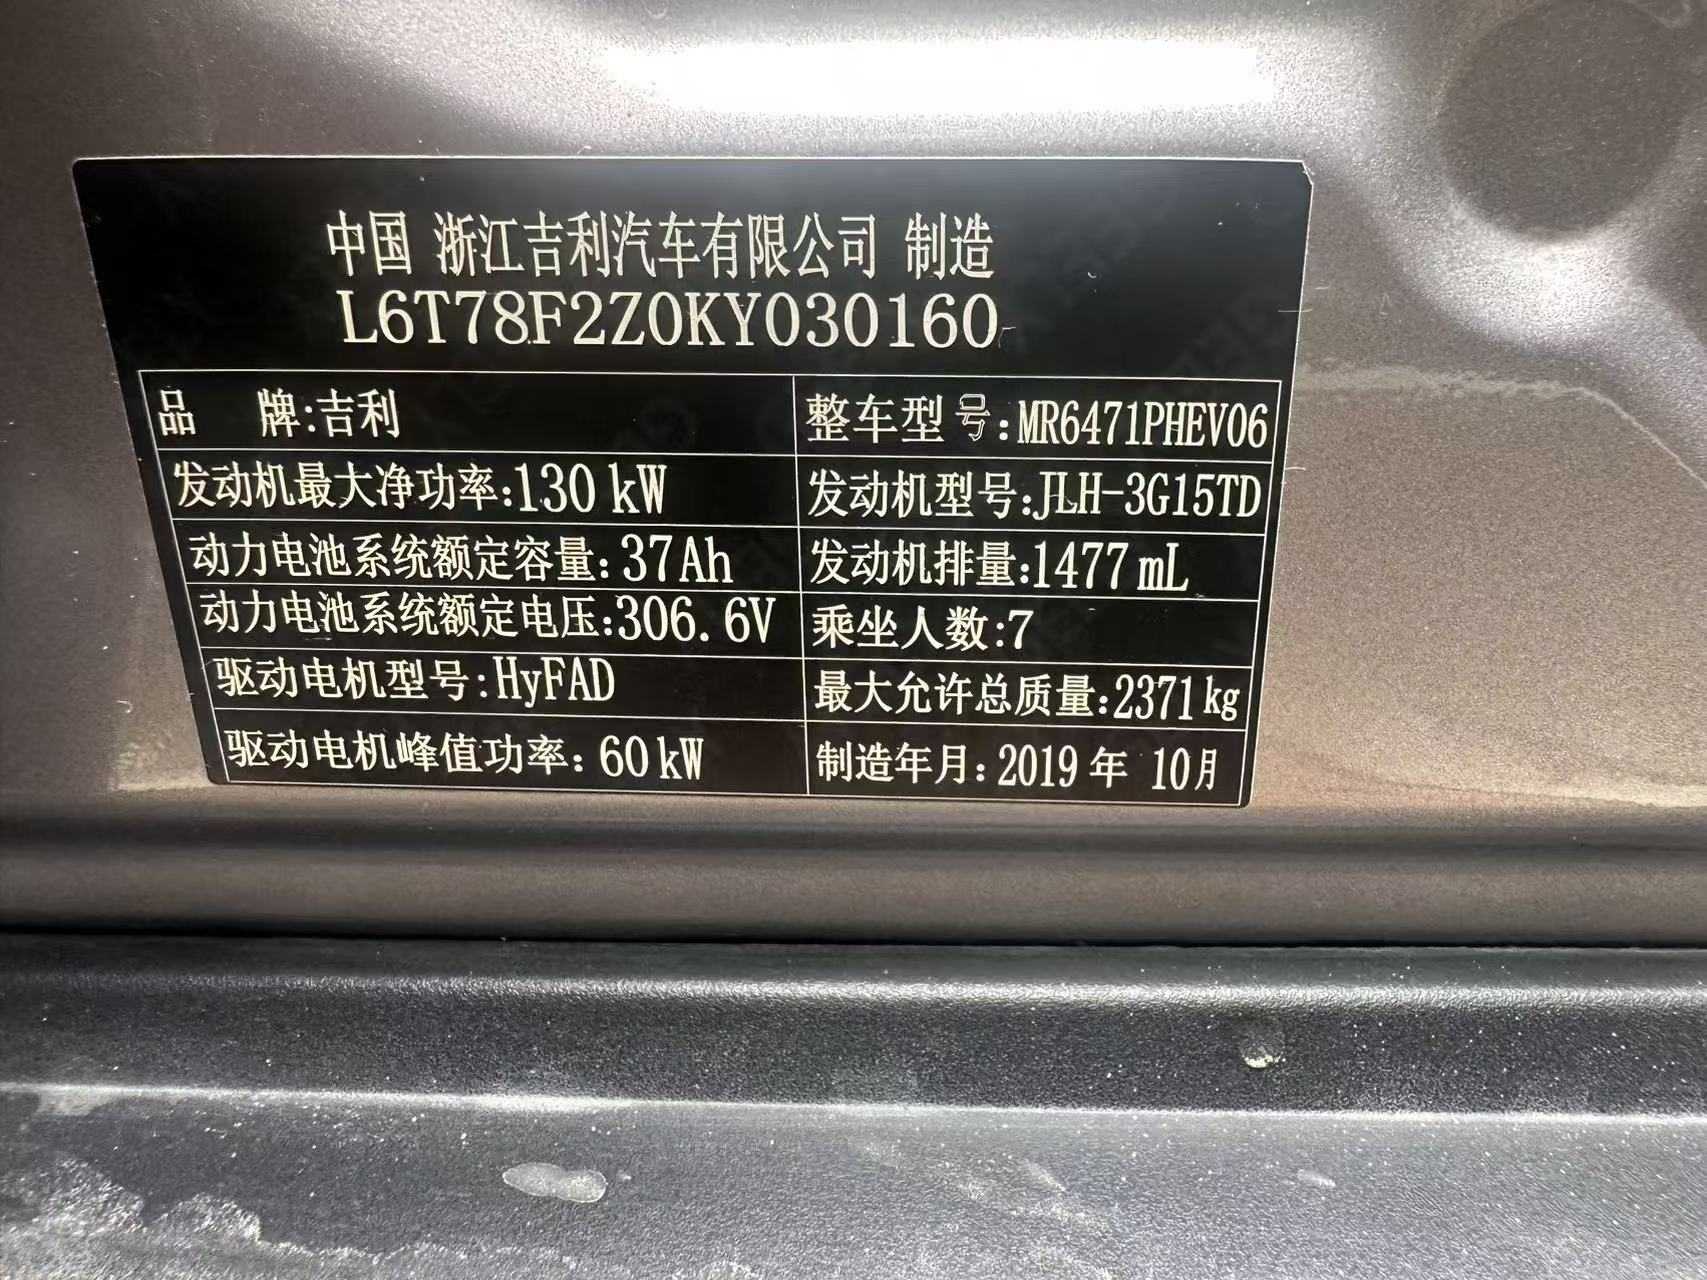 中国 浙江吉利汽车有限公司 制造
L6T78F2Z0KY030160
品 牌:吉利 整车型号:MR6471PHEV06
发动机最大净功率:130 kW 发动机型号:JLH-3G15TD
动力电池系统额定容量:37Ah 发动机排量:1477 mL
动力电池系统额定电压:306.6V 乘坐人数:7
驱动电机型号:HyFAD 最大允许总质量:2371 kg
驱动电机峰值功率:60 kW 制造年月:2019 年 10月